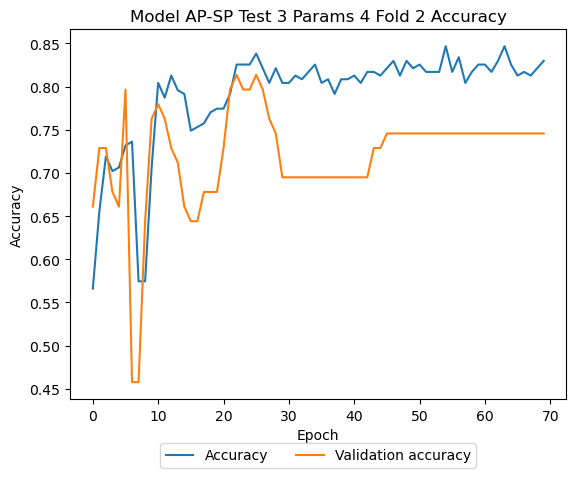 Model AP-SP Test 3 Params 4 Fold 2 Accuracy
0.85
0.80
0.75
0.70
0.65
0.60
0.55
0.50
0.45
Accuracy
0 10 20 30 40 50 60 70
Epoch
Accuracy Validation accuracy